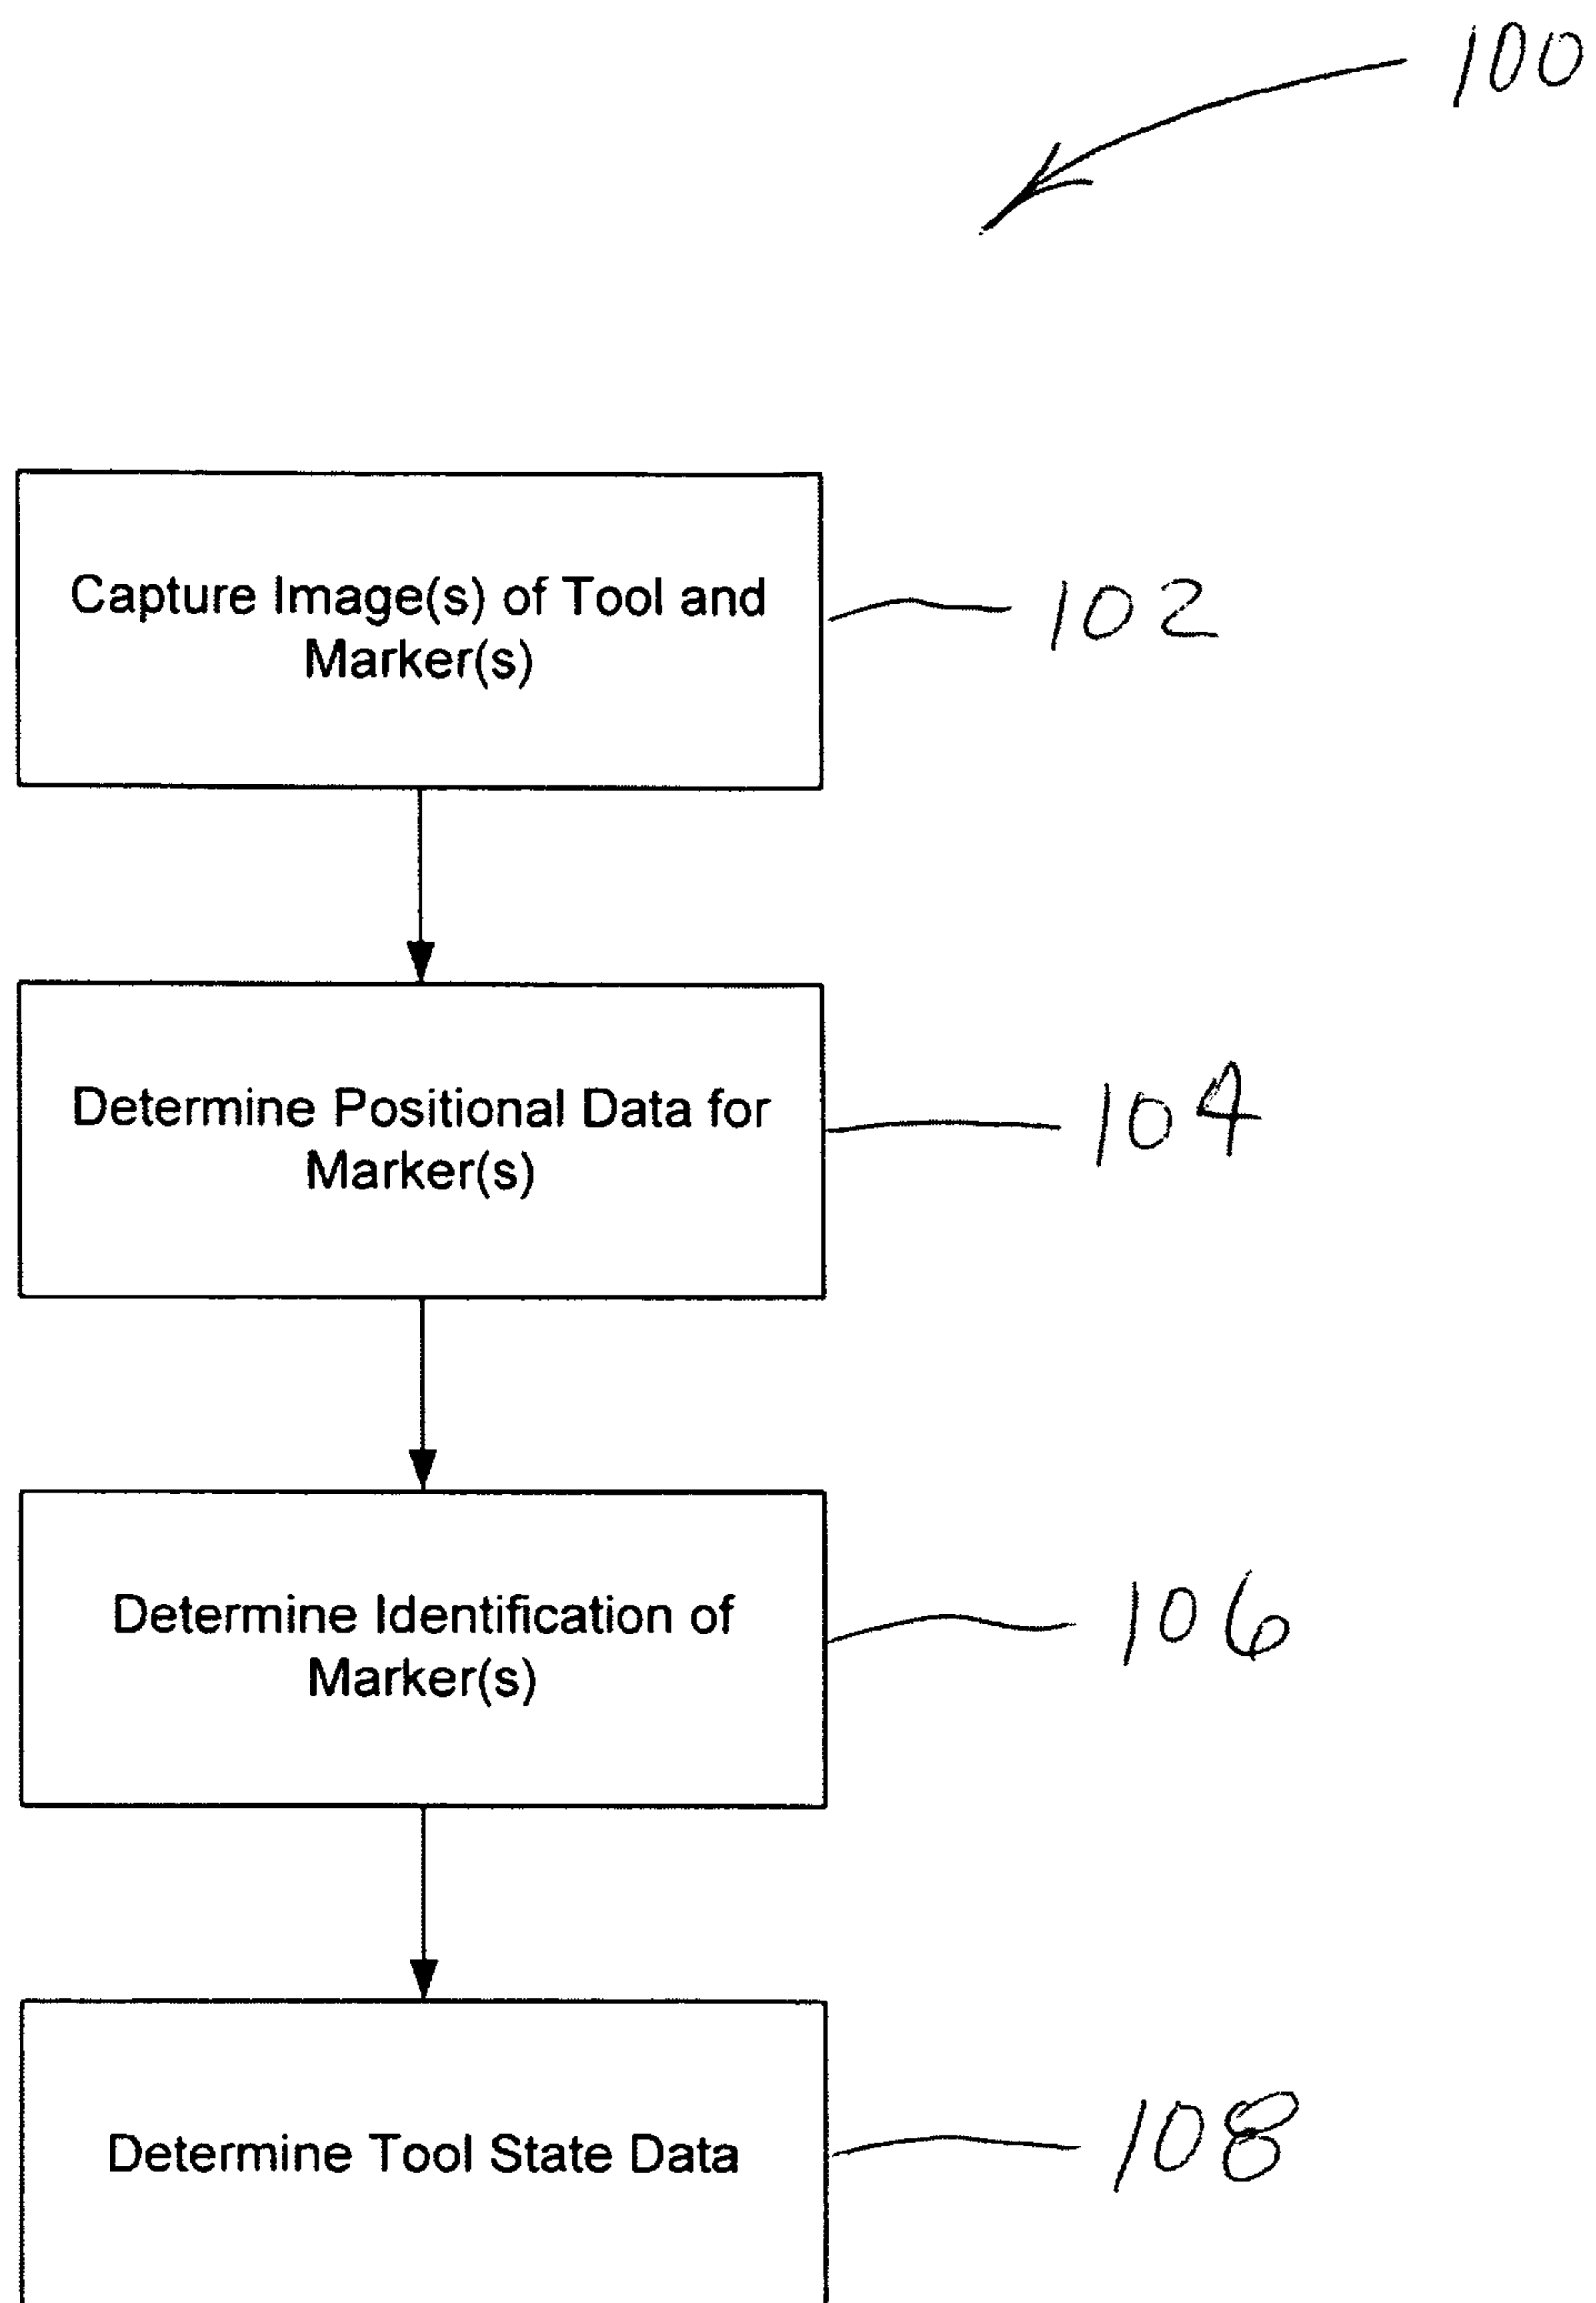 100
Capture Image(s) of Tool and
Marker(s)
102
Determine Positional Data for
Marker(s)
104
Determine Identification of
Marker(s)
106
Determine Tool State Data
108